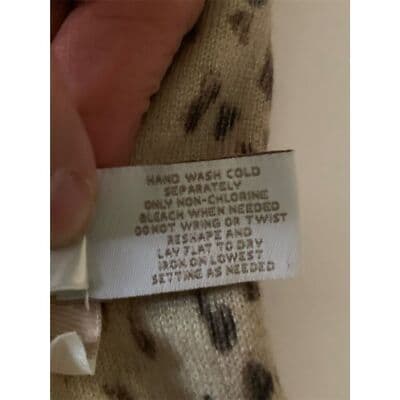 HAND WASH COLD
SEPARATELY
ONLY NON-CHLORINE
BLEACH WHEN NEEDED
DO NOT WRING OR TWIST
RESHAPE AND
LAY FLAT TO DRY
IRON ON LOWEST
SETTING AS NEEDED